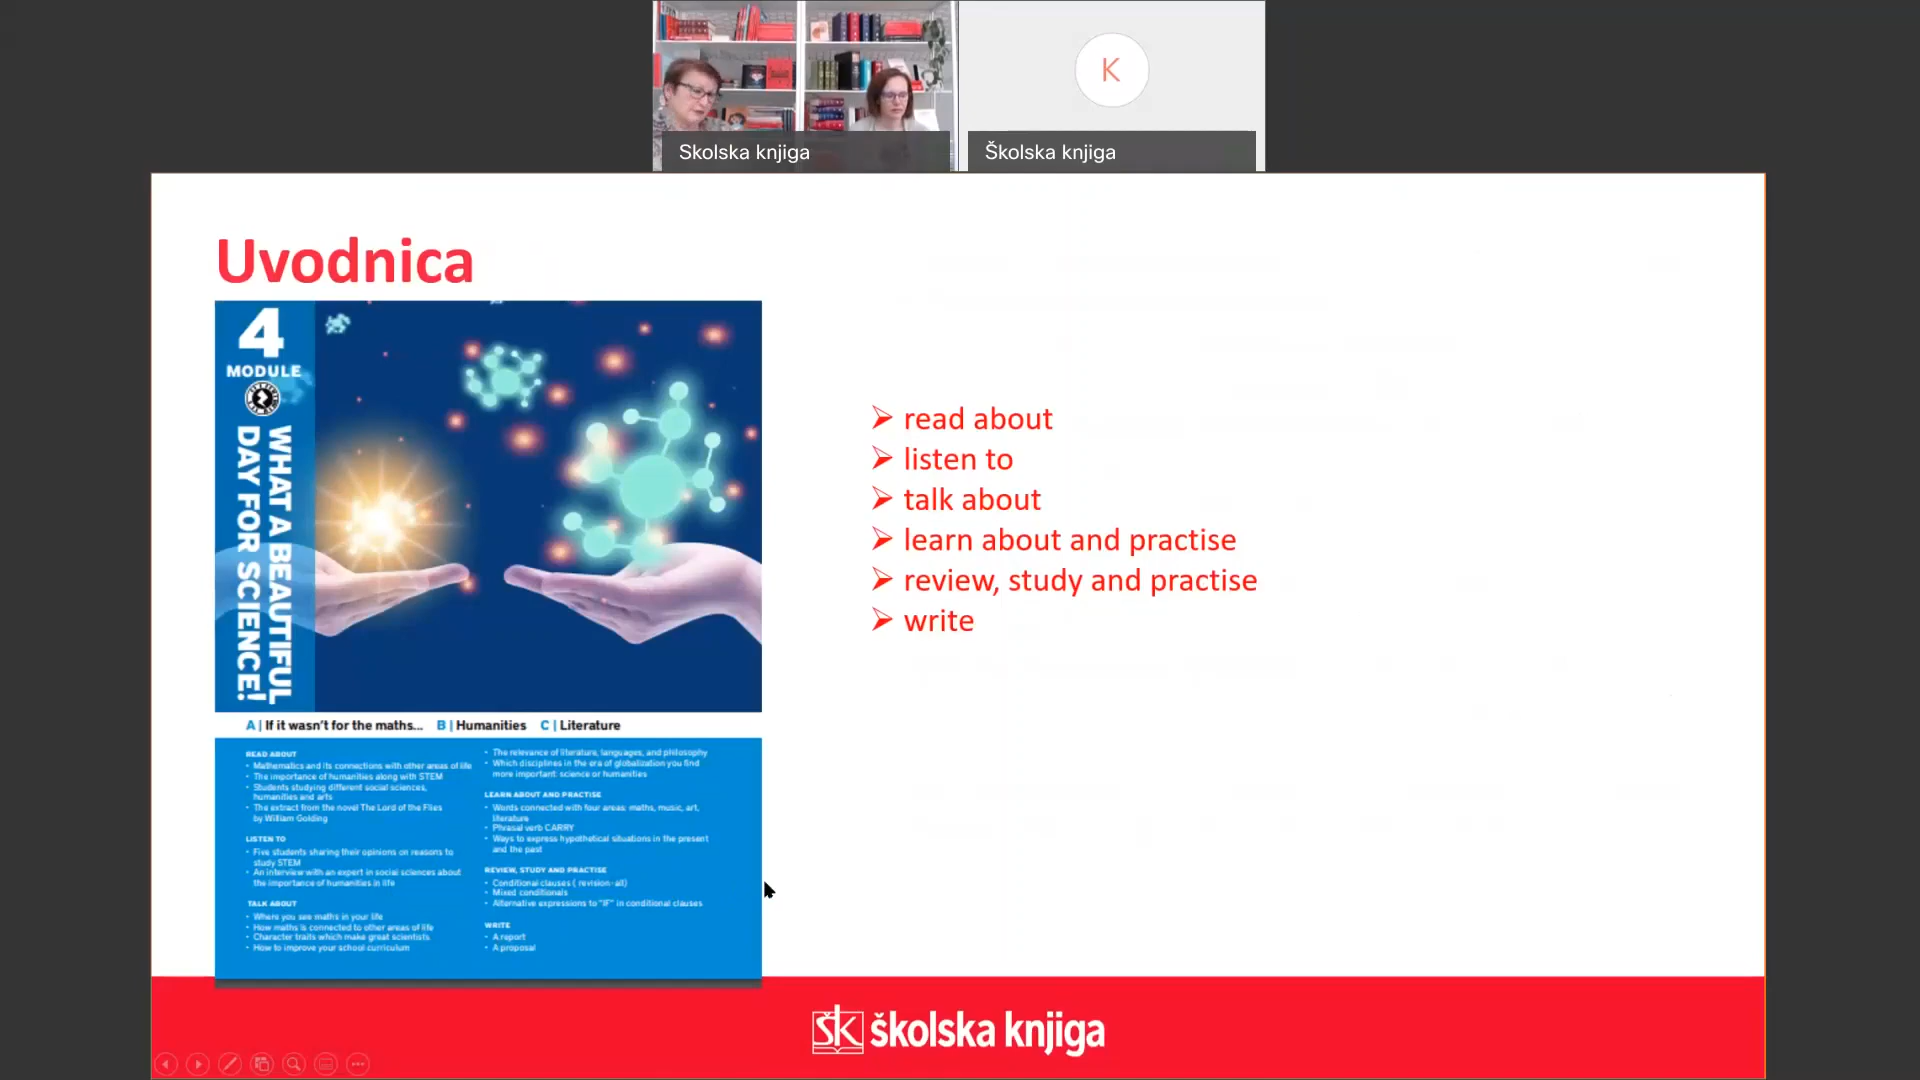 Skolska knjiga
K
Školska knjiga
Uvodnica
4
MODULE
WHAT A BEAUTIFUL
DAY FOR SCIENCE!
A | If it wasn't for the maths... B | Humanities C | Literature
READ ABOUT
• Mathematics and its connections with other areas of life
• The importance of humanities along with STEM
• Students studying different social sciences,
humanities and arts
• The extract from the novel The Lord of the Flies
by William Golding
LISTEN TO
• Five students sharing their opinions on reasons to
study STEM
• An interview with an expert in social sciences about
the importance of humanities in life
TALK ABOUT
• Where you see maths in your life
• How maths is connected to other areas of life
• Character traits which make great scientists
• How to improve your school curriculum
• The relevance of literature, languages, and philosophy
• Which disciplines in the era of globalization you find
more important: science or humanities
LEARN ABOUT AND PRACTISE
• Words connected with four areas: maths, music, art,
literature
• Phrasal verb CARRY
• Ways to express hypothetical situations in the present
and the past
REVIEW, STUDY AND PRACTISE
• Conditional clauses ( revision - all)
• Mixed conditionals
• Alternative expressions to "IF" in conditional clauses
WRITE
• A report
• A proposal
➢ read about
➢ listen to
➢ talk about
➢ learn about and practise
➢ review, study and practise
➢ write
šk školska knjiga